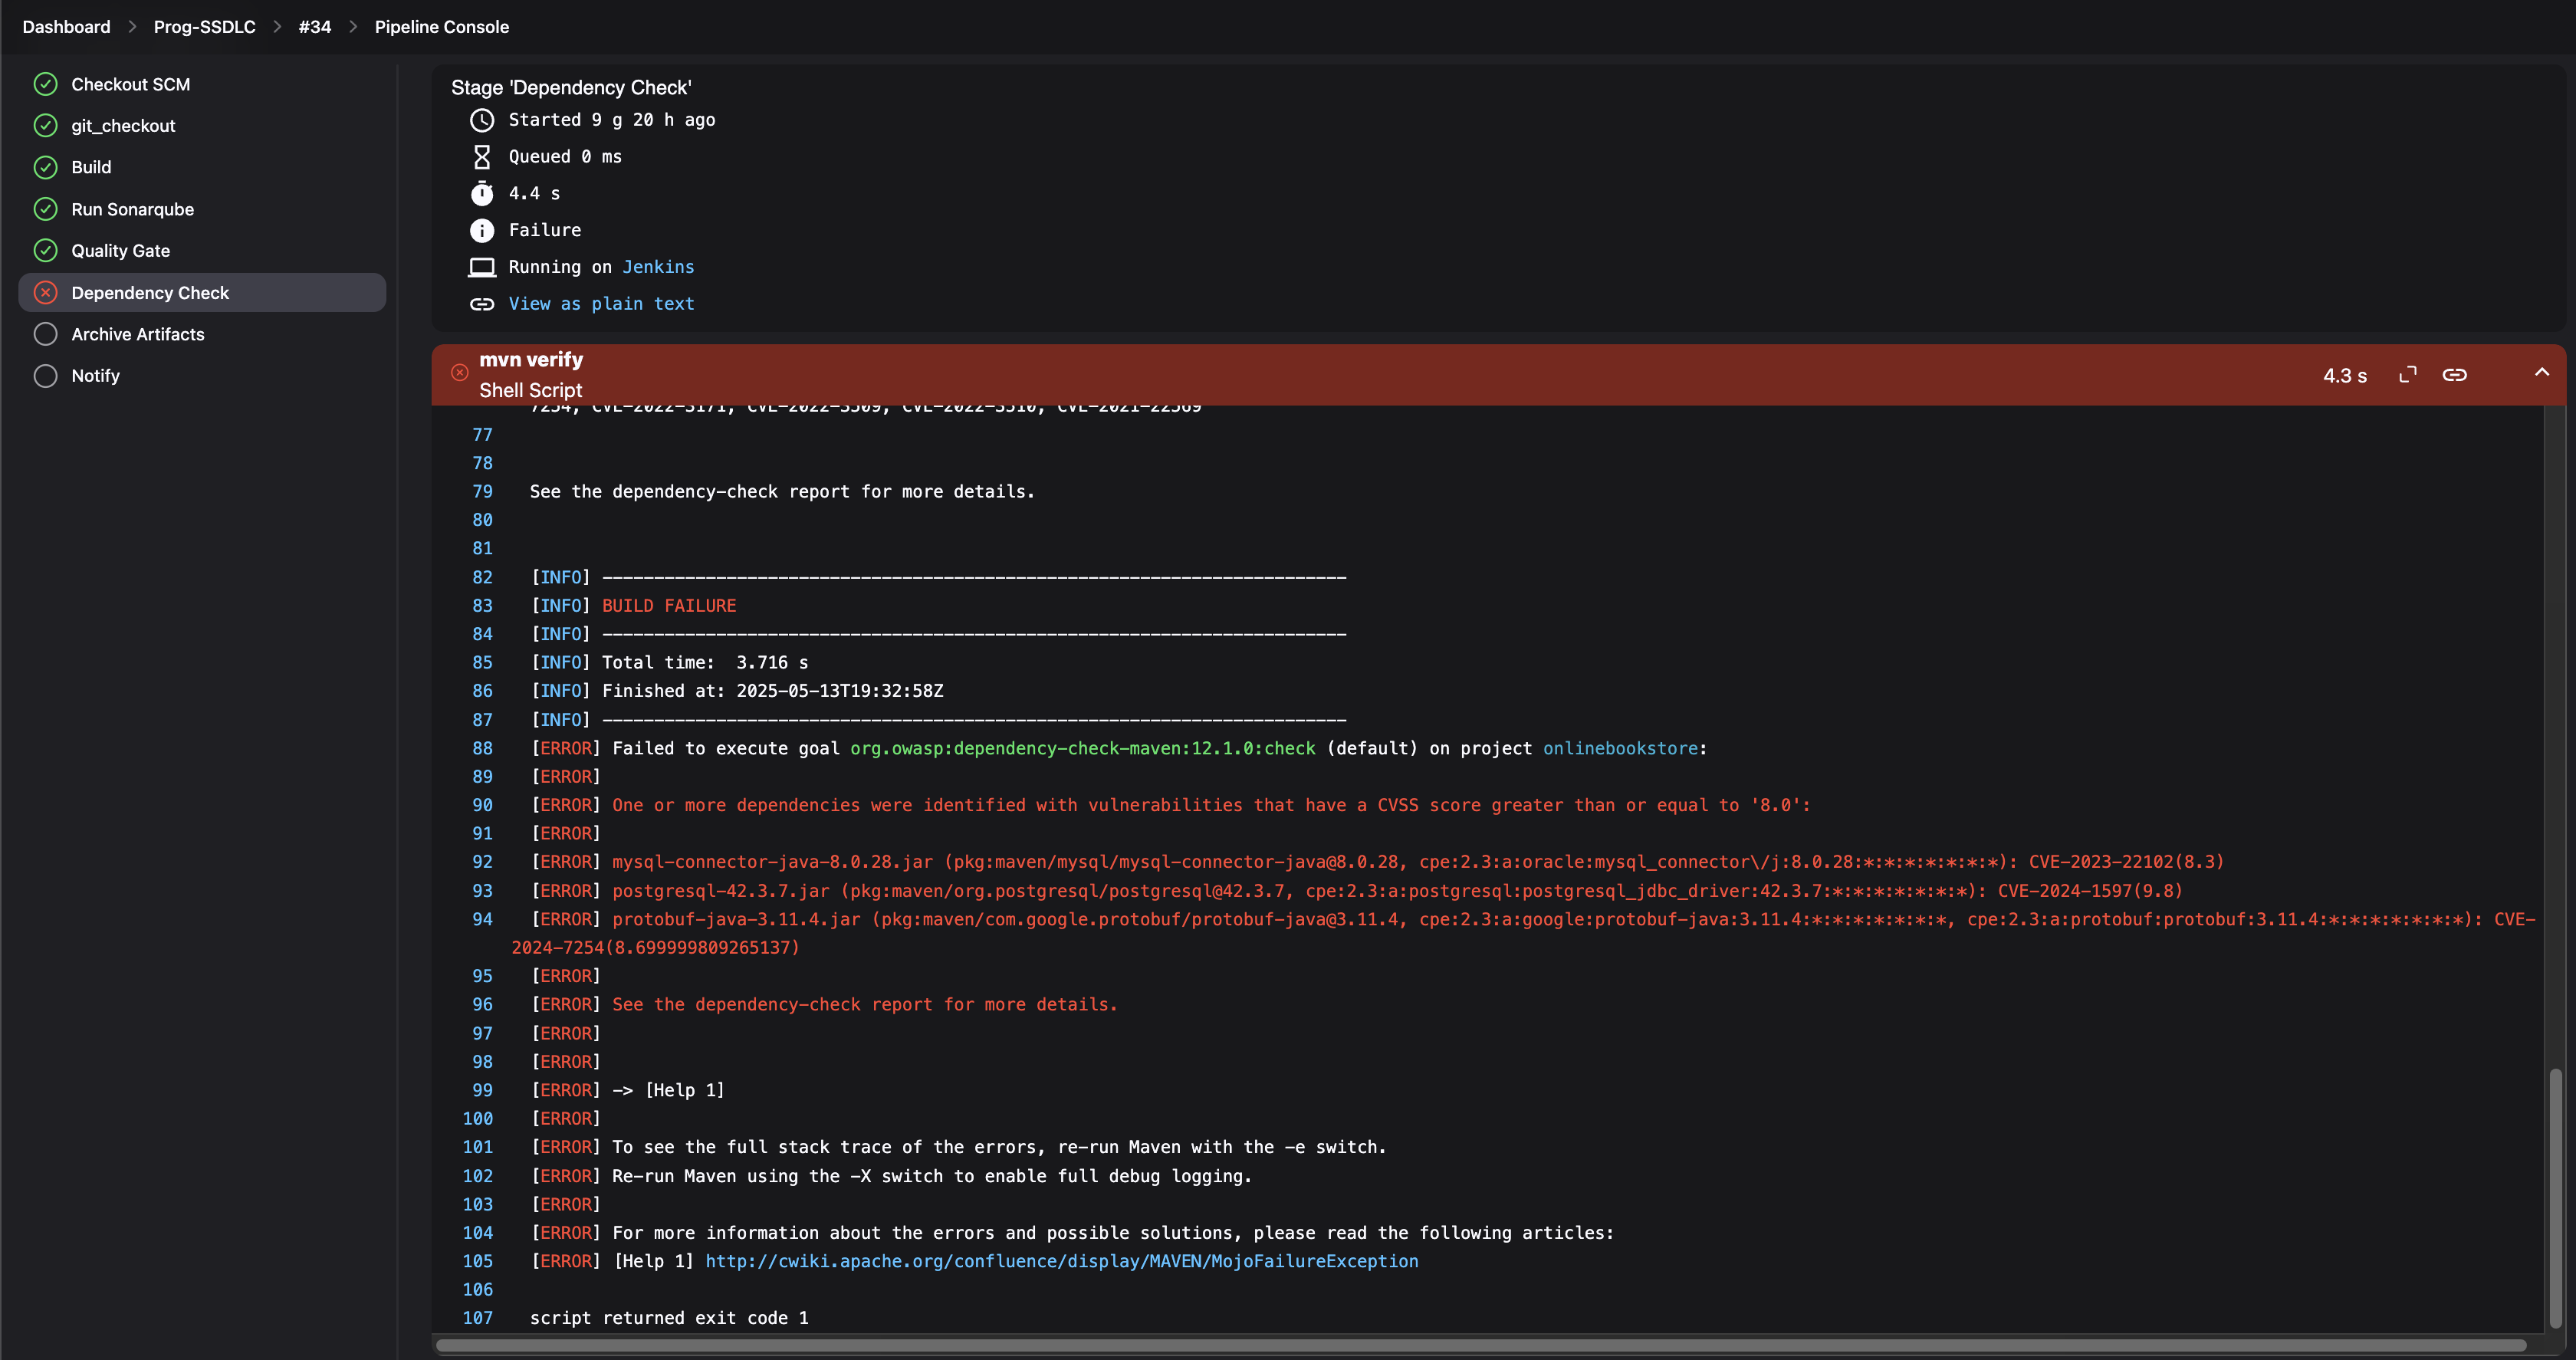 Dashboard > Prog-SSDLC > #34 > Pipeline Console
Checkout SCM
git_checkout
Build
Run Sonarqube
Quality Gate
Dependency Check
Archive Artifacts
Notify
Stage 'Dependency Check'
Started 9 g 20 h ago
Queued 0 ms
4.4 s
Failure
Running on Jenkins
View as plain text
mvn verify
Shell Script
4.3 s
7254, CVE-2022-3171, CVE-2022-3509, CVE-2022-3510, CVE-2021-22569
77
78
79 See the dependency-check report for more details.
80
81
82 [INFO] ------------------------------------------------------------------------
83 [INFO] BUILD FAILURE
84 [INFO] ------------------------------------------------------------------------
85 [INFO] Total time:  3.716 s
86 [INFO] Finished at: 2025-05-13T19:32:58Z
87 [INFO] ------------------------------------------------------------------------
88 [ERROR] Failed to execute goal org.owasp:dependency-check-maven:12.1.0:check (default) on project onlinebookstore:
89 [ERROR]
90 [ERROR] One or more dependencies were identified with vulnerabilities that have a CVSS score greater than or equal to '8.0':
91 [ERROR]
92 [ERROR] mysql-connector-java-8.0.28.jar (pkg:maven/mysql/mysql-connector-java@8.0.28, cpe:2.3:a:oracle:mysql_connector\/j:8.0.28:*:*:*:*:*:*:*): CVE-2023-22102(8.3)
93 [ERROR] postgresql-42.3.7.jar (pkg:maven/org.postgresql/postgresql@42.3.7, cpe:2.3:a:postgresql:postgresql_jdbc_driver:42.3.7:*:*:*:*:*:*:*): CVE-2024-1597(9.8)
94 [ERROR] protobuf-java-3.11.4.jar (pkg:maven/com.google.protobuf/protobuf-java@3.11.4, cpe:2.3:a:google:protobuf-java:3.11.4:*:*:*:*:*:*:*, cpe:2.3:a:protobuf:protobuf:3.11.4:*:*:*:*:*:*:*): CVE-
2024-7254(8.699999809265137)
95 [ERROR]
96 [ERROR] See the dependency-check report for more details.
97 [ERROR]
98 [ERROR]
99 [ERROR] -> [Help 1]
100 [ERROR]
101 [ERROR] To see the full stack trace of the errors, re-run Maven with the -e switch.
102 [ERROR] Re-run Maven using the -X switch to enable full debug logging.
103 [ERROR]
104 [ERROR] For more information about the errors and possible solutions, please read the following articles:
105 [ERROR] [Help 1] http://cwiki.apache.org/confluence/display/MAVEN/MojoFailureException
106
107 script returned exit code 1